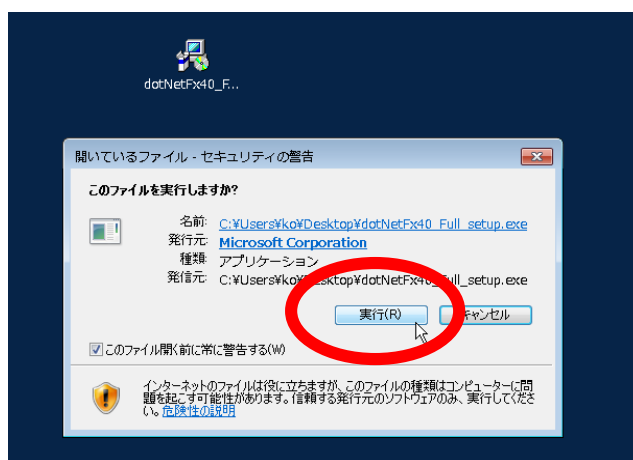 dotNetFx40_F...
開いているファイル - セキュリティの警告
このファイルを実行しますか?
名前: C:¥Users¥ko¥Desktop¥dotNetFx40_Full_setup.exe
発行元: Microsoft Corporation
種類: アプリケーション
発信元: C:¥Users¥ko¥Desktop¥dotNetFx40_Full_setup.exe
実行(R) キャンセル
このファイル開く前に常に警告する(W)
インターネットのファイルは役に立ちますが、このファイルの種類はコンピューターに問
題を起こす可能性があります。信頼する発行元のソフトウェアのみ、実行してくださ
い。危険性の説明